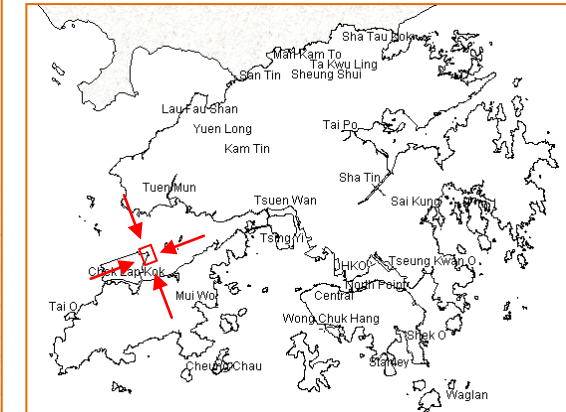 Sha Tau Kok
Man Kam To
Ta Kwu Ling
San Tin
Sheung Shui
Lau Fau Shan
Yuen Long
Tai Po
Kam Tin
Sha Tin
Tuen Mun
Tsuen Wan
Sai Kung
Tsing Yi
HKO
Tseung Kwan O
Chek Lap Kok
North Point
Mui Wo
Central
Tai O
Wong Chuk Hang
Shek O
Cheung Chau
Stanley
Waglan